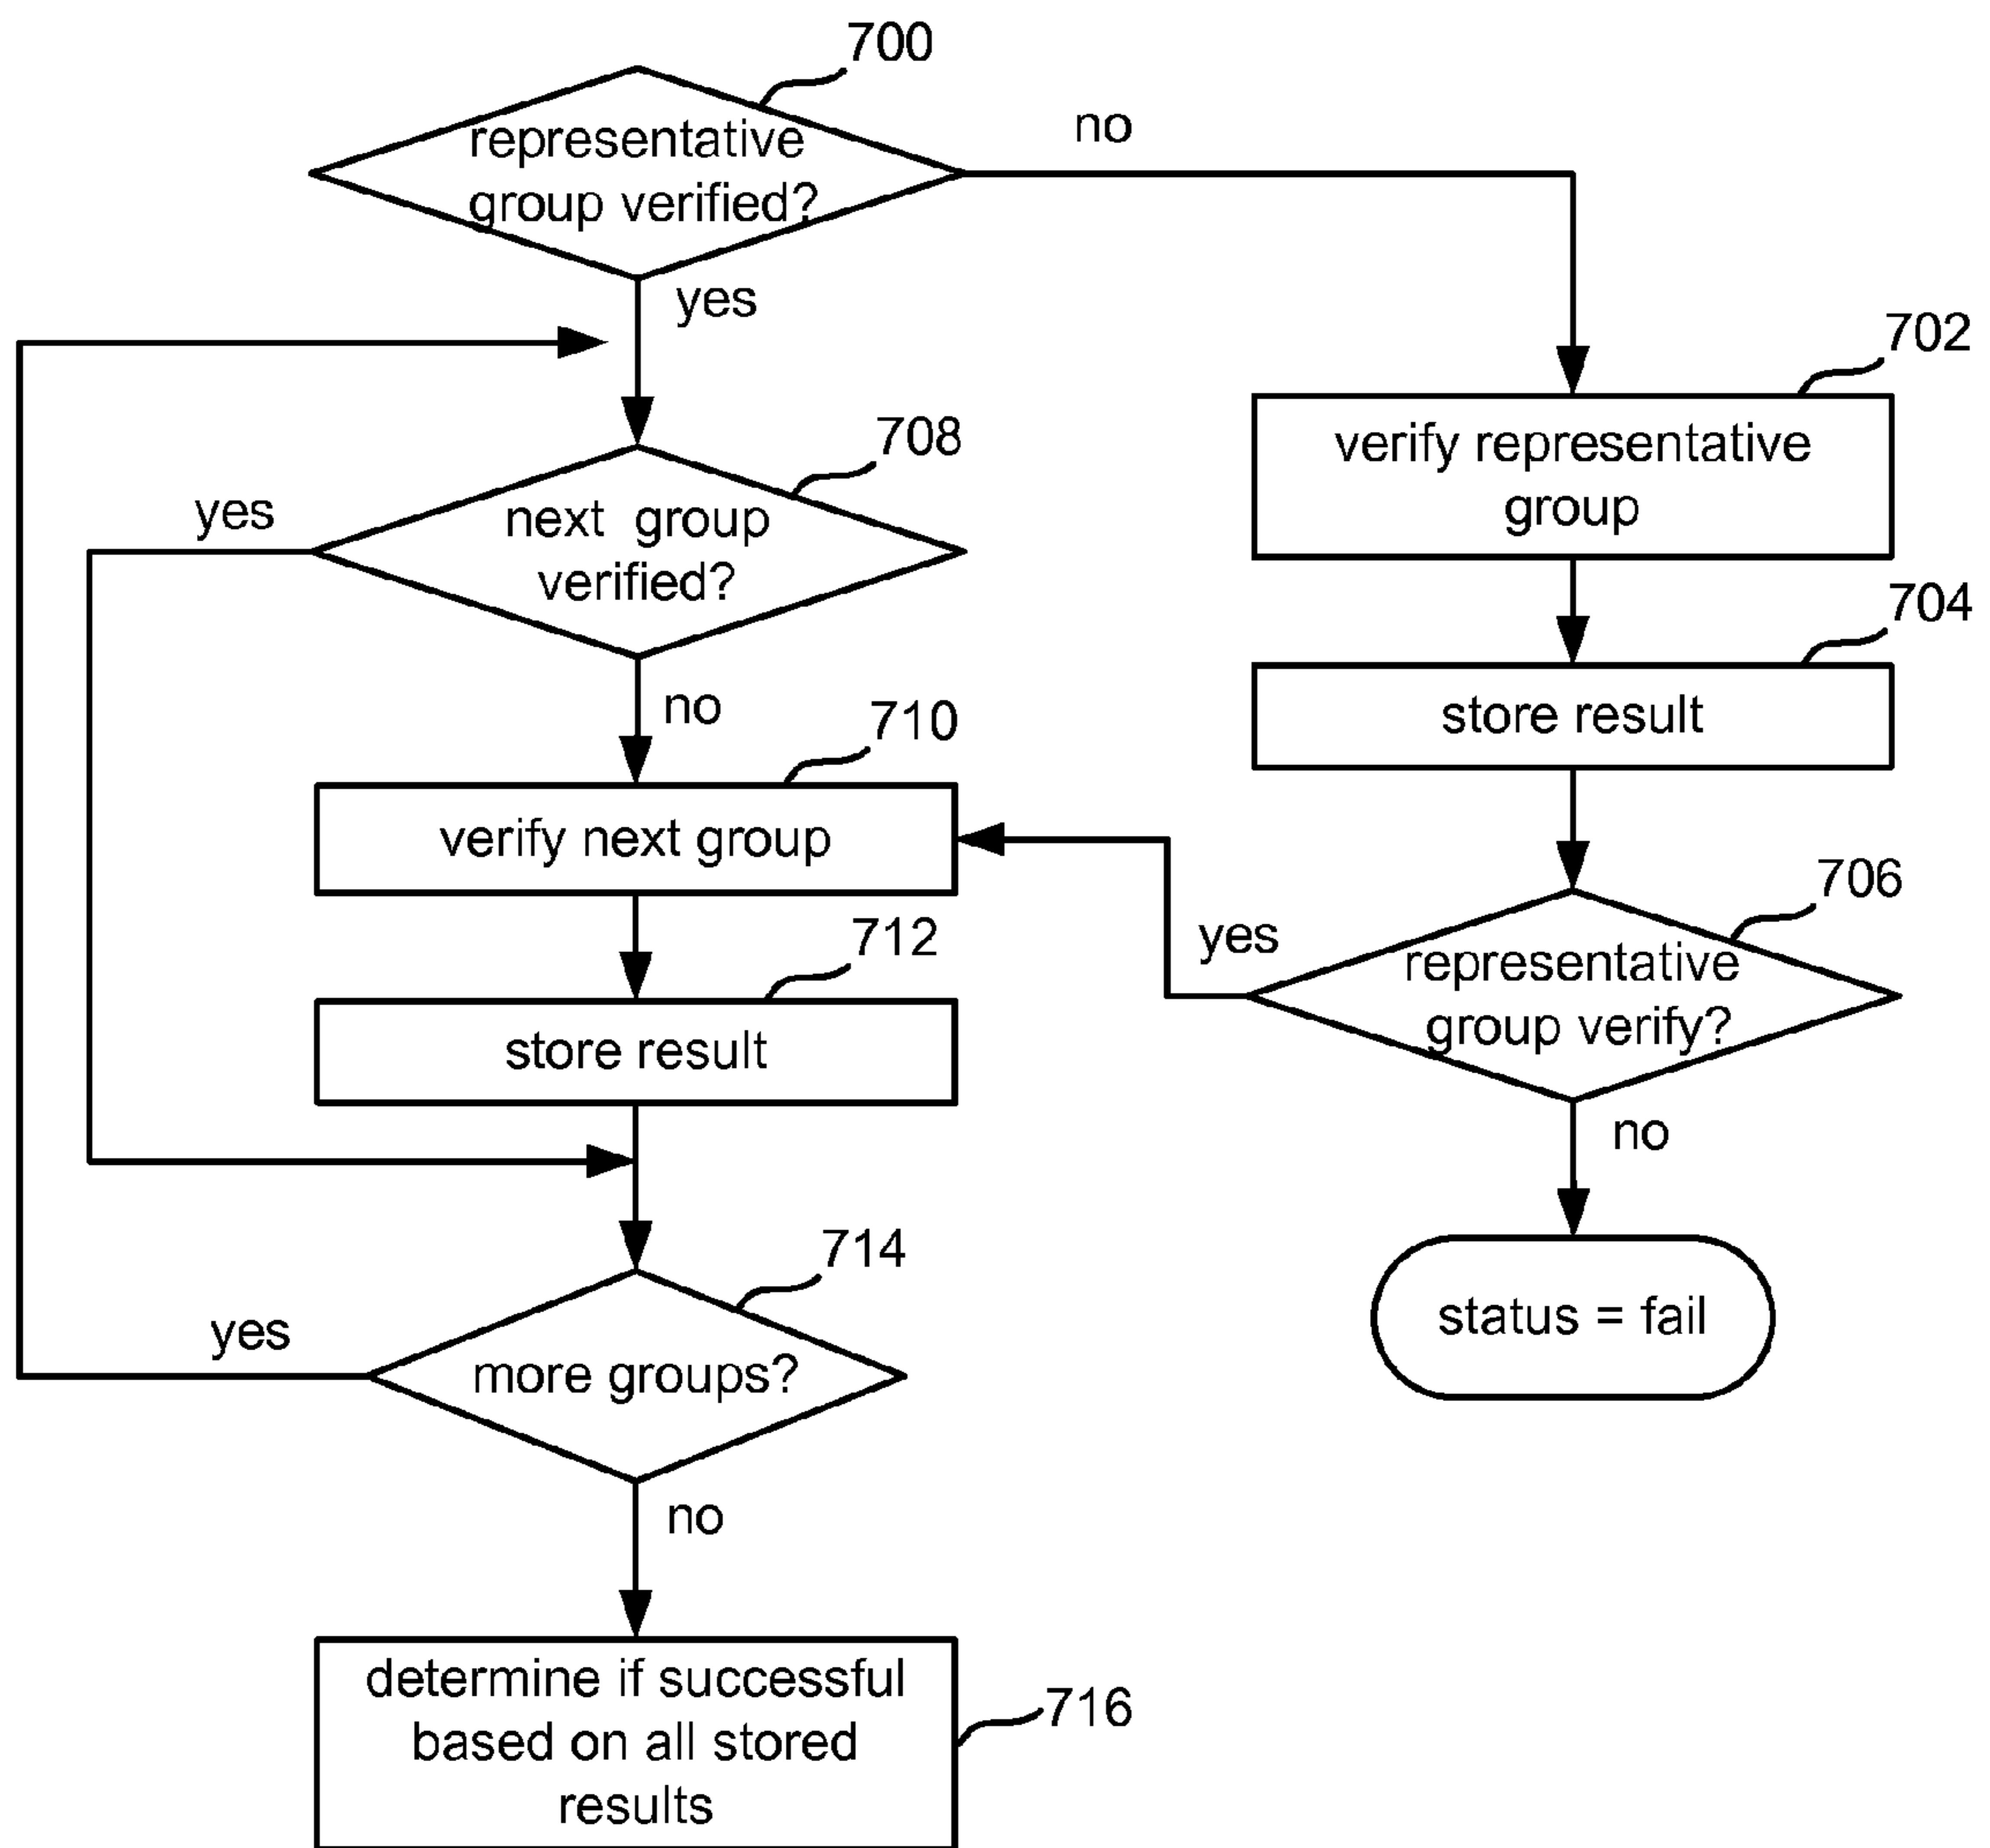 700
representative
group verified?
no
yes
702
verify representative
group
708
yes
next group
verified?
704
store result
no
710
verify next group
706
yes
representative
group verify?
712
store result
no
714
yes
more groups?
status = fail
no
determine if successful
based on all stored
results
716